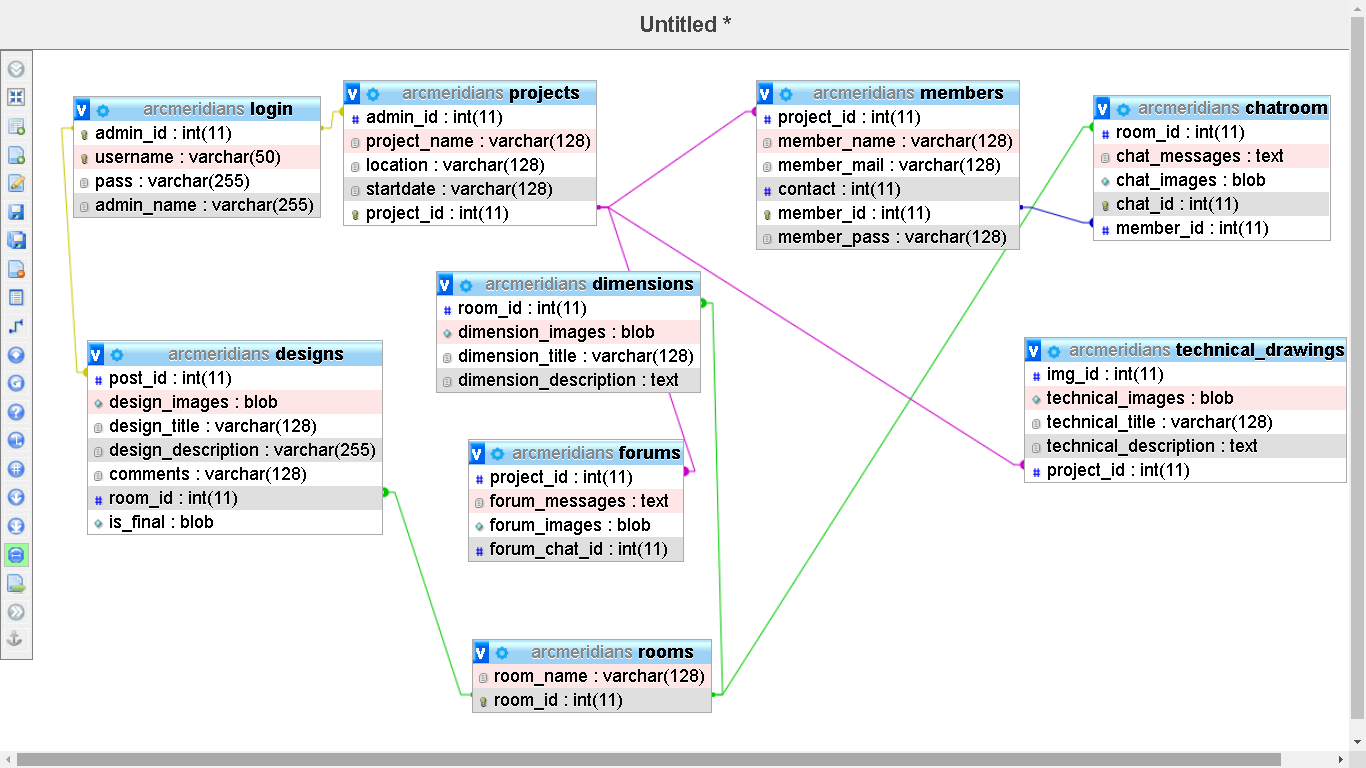 Untitled *
arcmeridians login
admin_id : int(11)
username : varchar(50)
pass : varchar(255)
admin_name : varchar(255)
arcmeridians projects
admin_id : int(11)
project_name : varchar(128)
location : varchar(128)
startdate : varchar(128)
project_id : int(11)
arcmeridians members
project_id : int(11)
member_name : varchar(128)
member_mail : varchar(128)
contact : int(11)
member_id : int(11)
member_pass : varchar(128)
arcmeridians chatroom
room_id : int(11)
chat_messages : text
chat_images : blob
chat_id : int(11)
member_id : int(11)
arcmeridians dimensions
room_id : int(11)
dimension_images : blob
dimension_title : varchar(128)
dimension_description : text
arcmeridians designs
post_id : int(11)
design_images : blob
design_title : varchar(128)
design_description : varchar(255)
comments : varchar(128)
room_id : int(11)
is_final : blob
arcmeridians technical_drawings
img_id : int(11)
technical_images : blob
technical_title : varchar(128)
technical_description : text
project_id : int(11)
arcmeridians forums
project_id : int(11)
forum_messages : text
forum_images : blob
forum_chat_id : int(11)
arcmeridians rooms
room_name : varchar(128)
room_id : int(11)